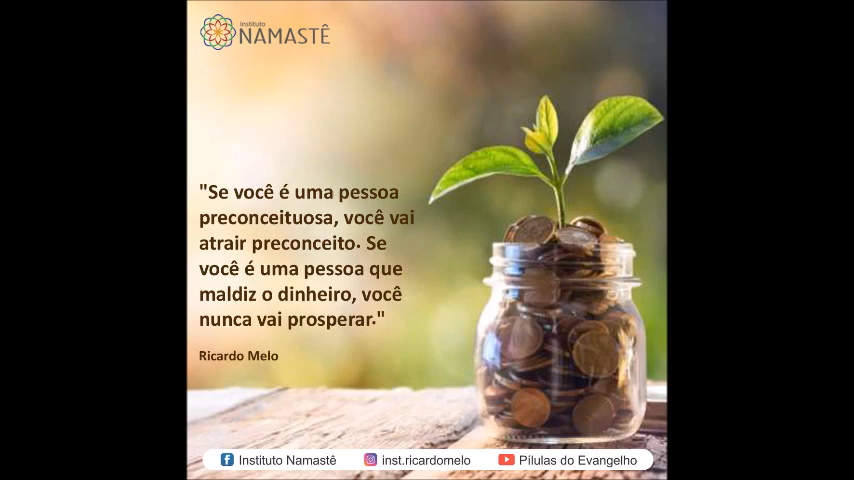 Instituto
NAMASTÊ
"Se você é uma pessoa
preconceituosa, você vai
atrair preconceito. Se
você é uma pessoa que
maldiz o dinheiro, você
nunca vai prosperar."
Ricardo Melo
Instituto Namastê inst.ricardomelo Pílulas do Evangelho